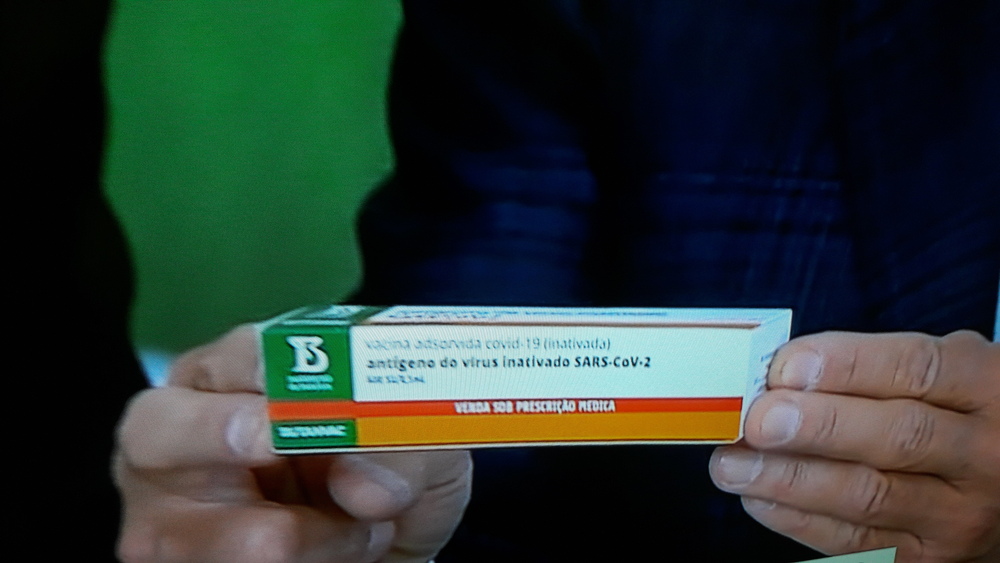 B
vacina adsorvida covid-19 (inativada)
antígeno do vírus inativado SARS-CoV-2
VENDA SOB PRESCRIÇÃO MÉDICA